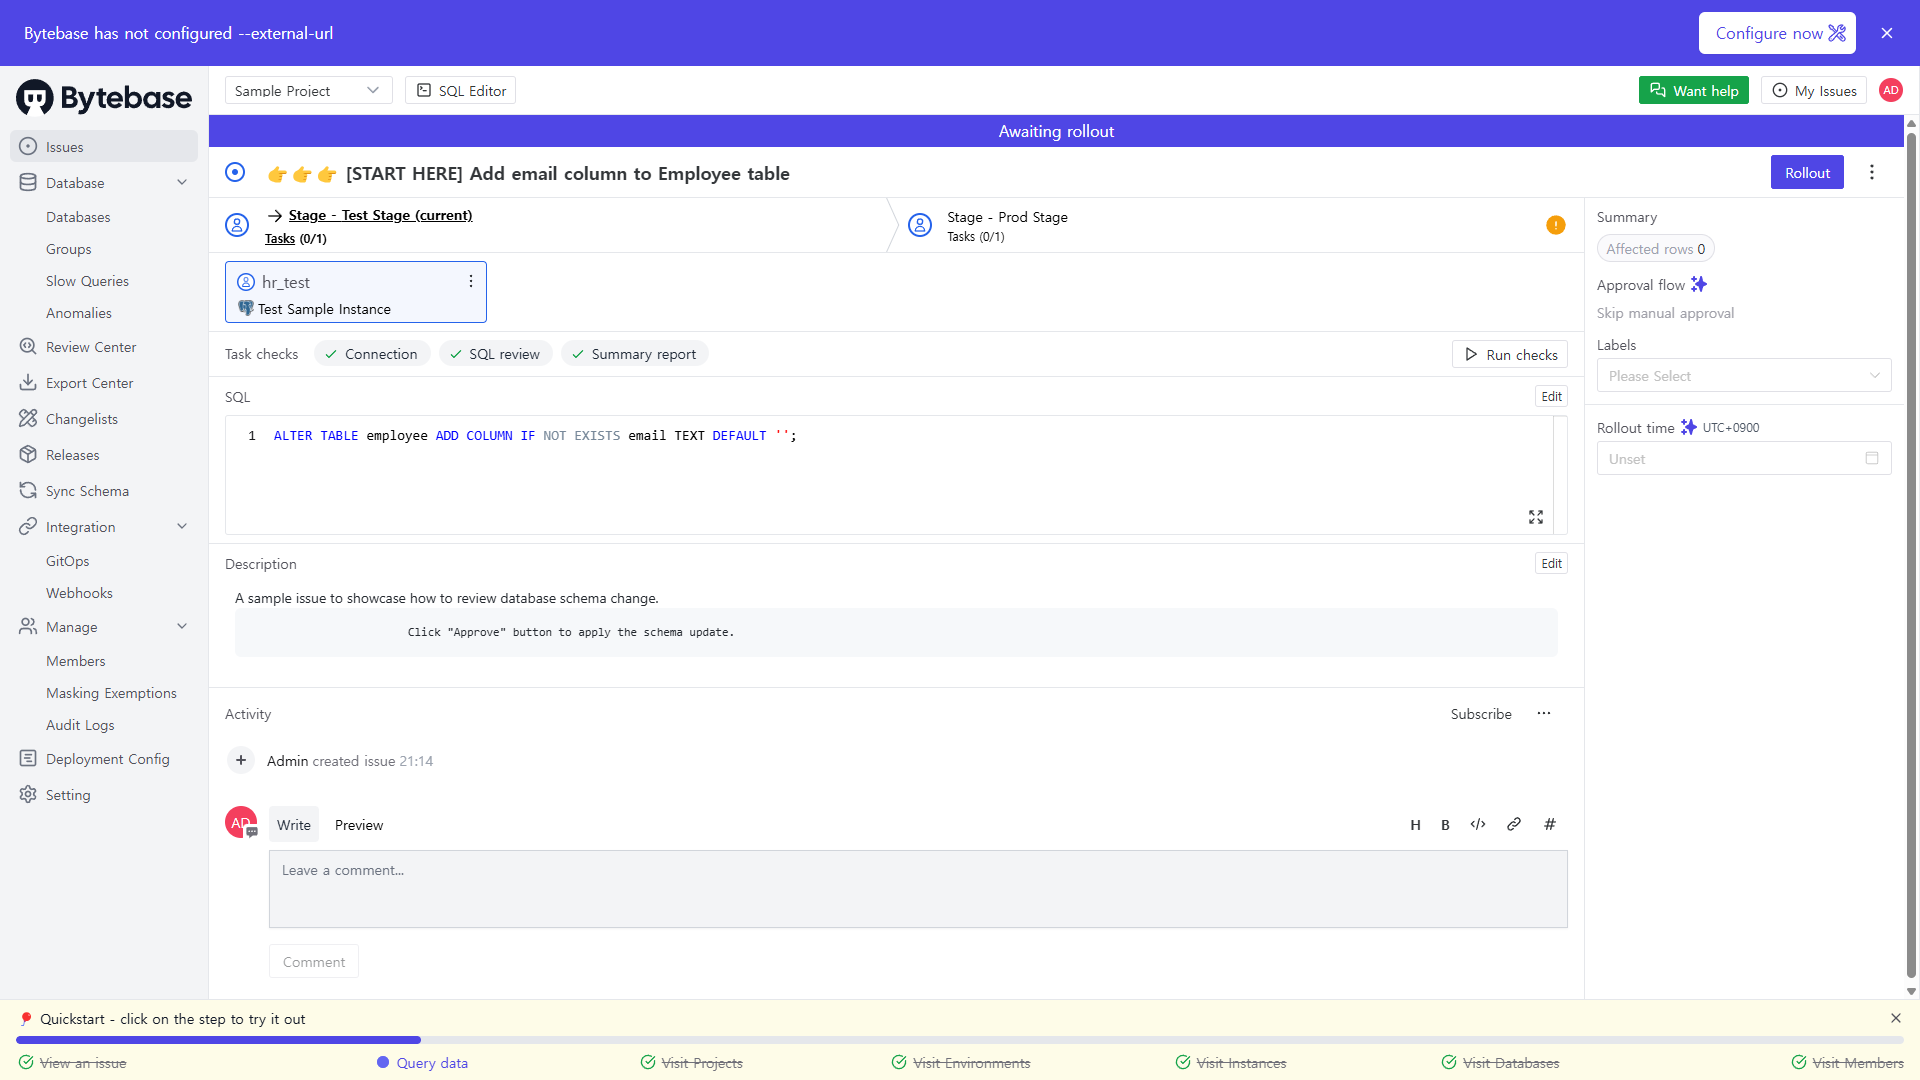 Bytebase has not configured --external-url
Configure now
Bytebase
Sample Project
SQL Editor
Want help
My Issues
AD
Issues
Database
Databases
Groups
Slow Queries
Anomalies
Review Center
Export Center
Changelists
Releases
Sync Schema
Integration
GitOps
Webhooks
Manage
Members
Masking Exemptions
Audit Logs
Deployment Config
Setting
Awaiting rollout
👉👉👉 [START HERE] Add email column to Employee table
Rollout
→ Stage - Test Stage (current)
Tasks (0/1)
Stage - Prod Stage
Tasks (0/1)
hr_test
Test Sample Instance
Task checks
Connection
SQL review
Summary report
Run checks
SQL
Edit
1 ALTER TABLE employee ADD COLUMN IF NOT EXISTS email TEXT DEFAULT '';
Description
Edit
A sample issue to showcase how to review database schema change.
Click "Approve" button to apply the schema update.
Activity
Subscribe
Admin created issue 21:14
AD
Write
Preview
H
B
Leave a comment...
Comment
Summary
Affected rows 0
Approval flow
Skip manual approval
Labels
Please Select
Rollout time
UTC+0900
Unset
Quickstart - click on the step to try it out
View an issue
Query data
Visit Projects
Visit Environments
Visit Instances
Visit Databases
Visit Members